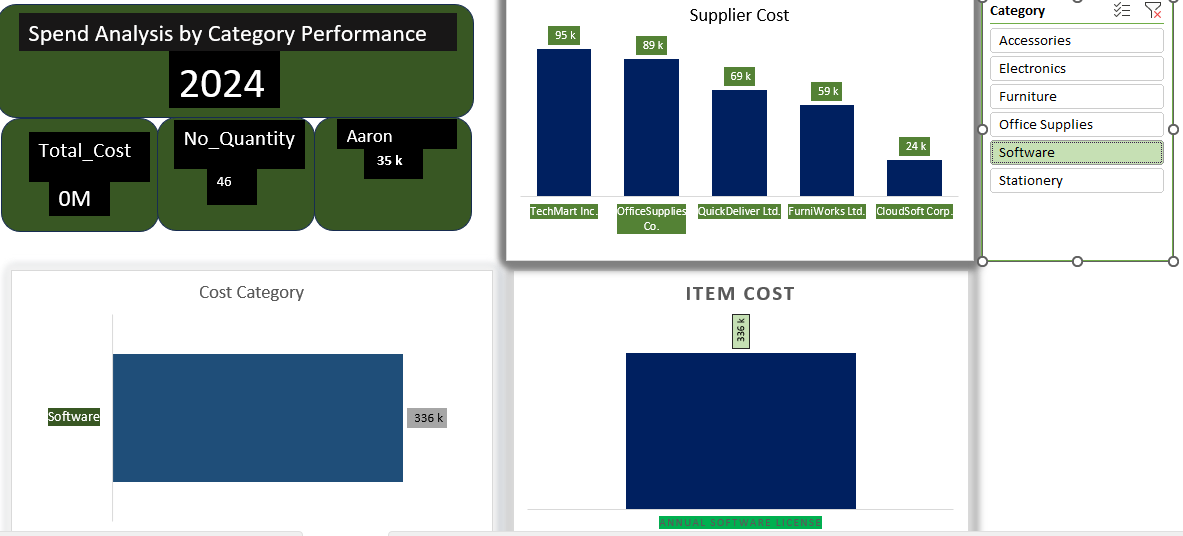 Spend Analysis by Category Performance
2024
Total_Cost
0M
No_Quantity
46
Aaron
35 k
Supplier Cost
95 k
89 k
69 k
59 k
24 k
TechMart Inc.
OfficeSupplies
Co.
QuickDeliver Ltd.
FurniWorks Ltd.
CloudSoft Corp.
Category
Accessories
Electronics
Furniture
Office Supplies
Software
Stationery
Cost Category
Software
336 k
ITEM COST
336 k
ANNUAL SOFTWARE LICENSE